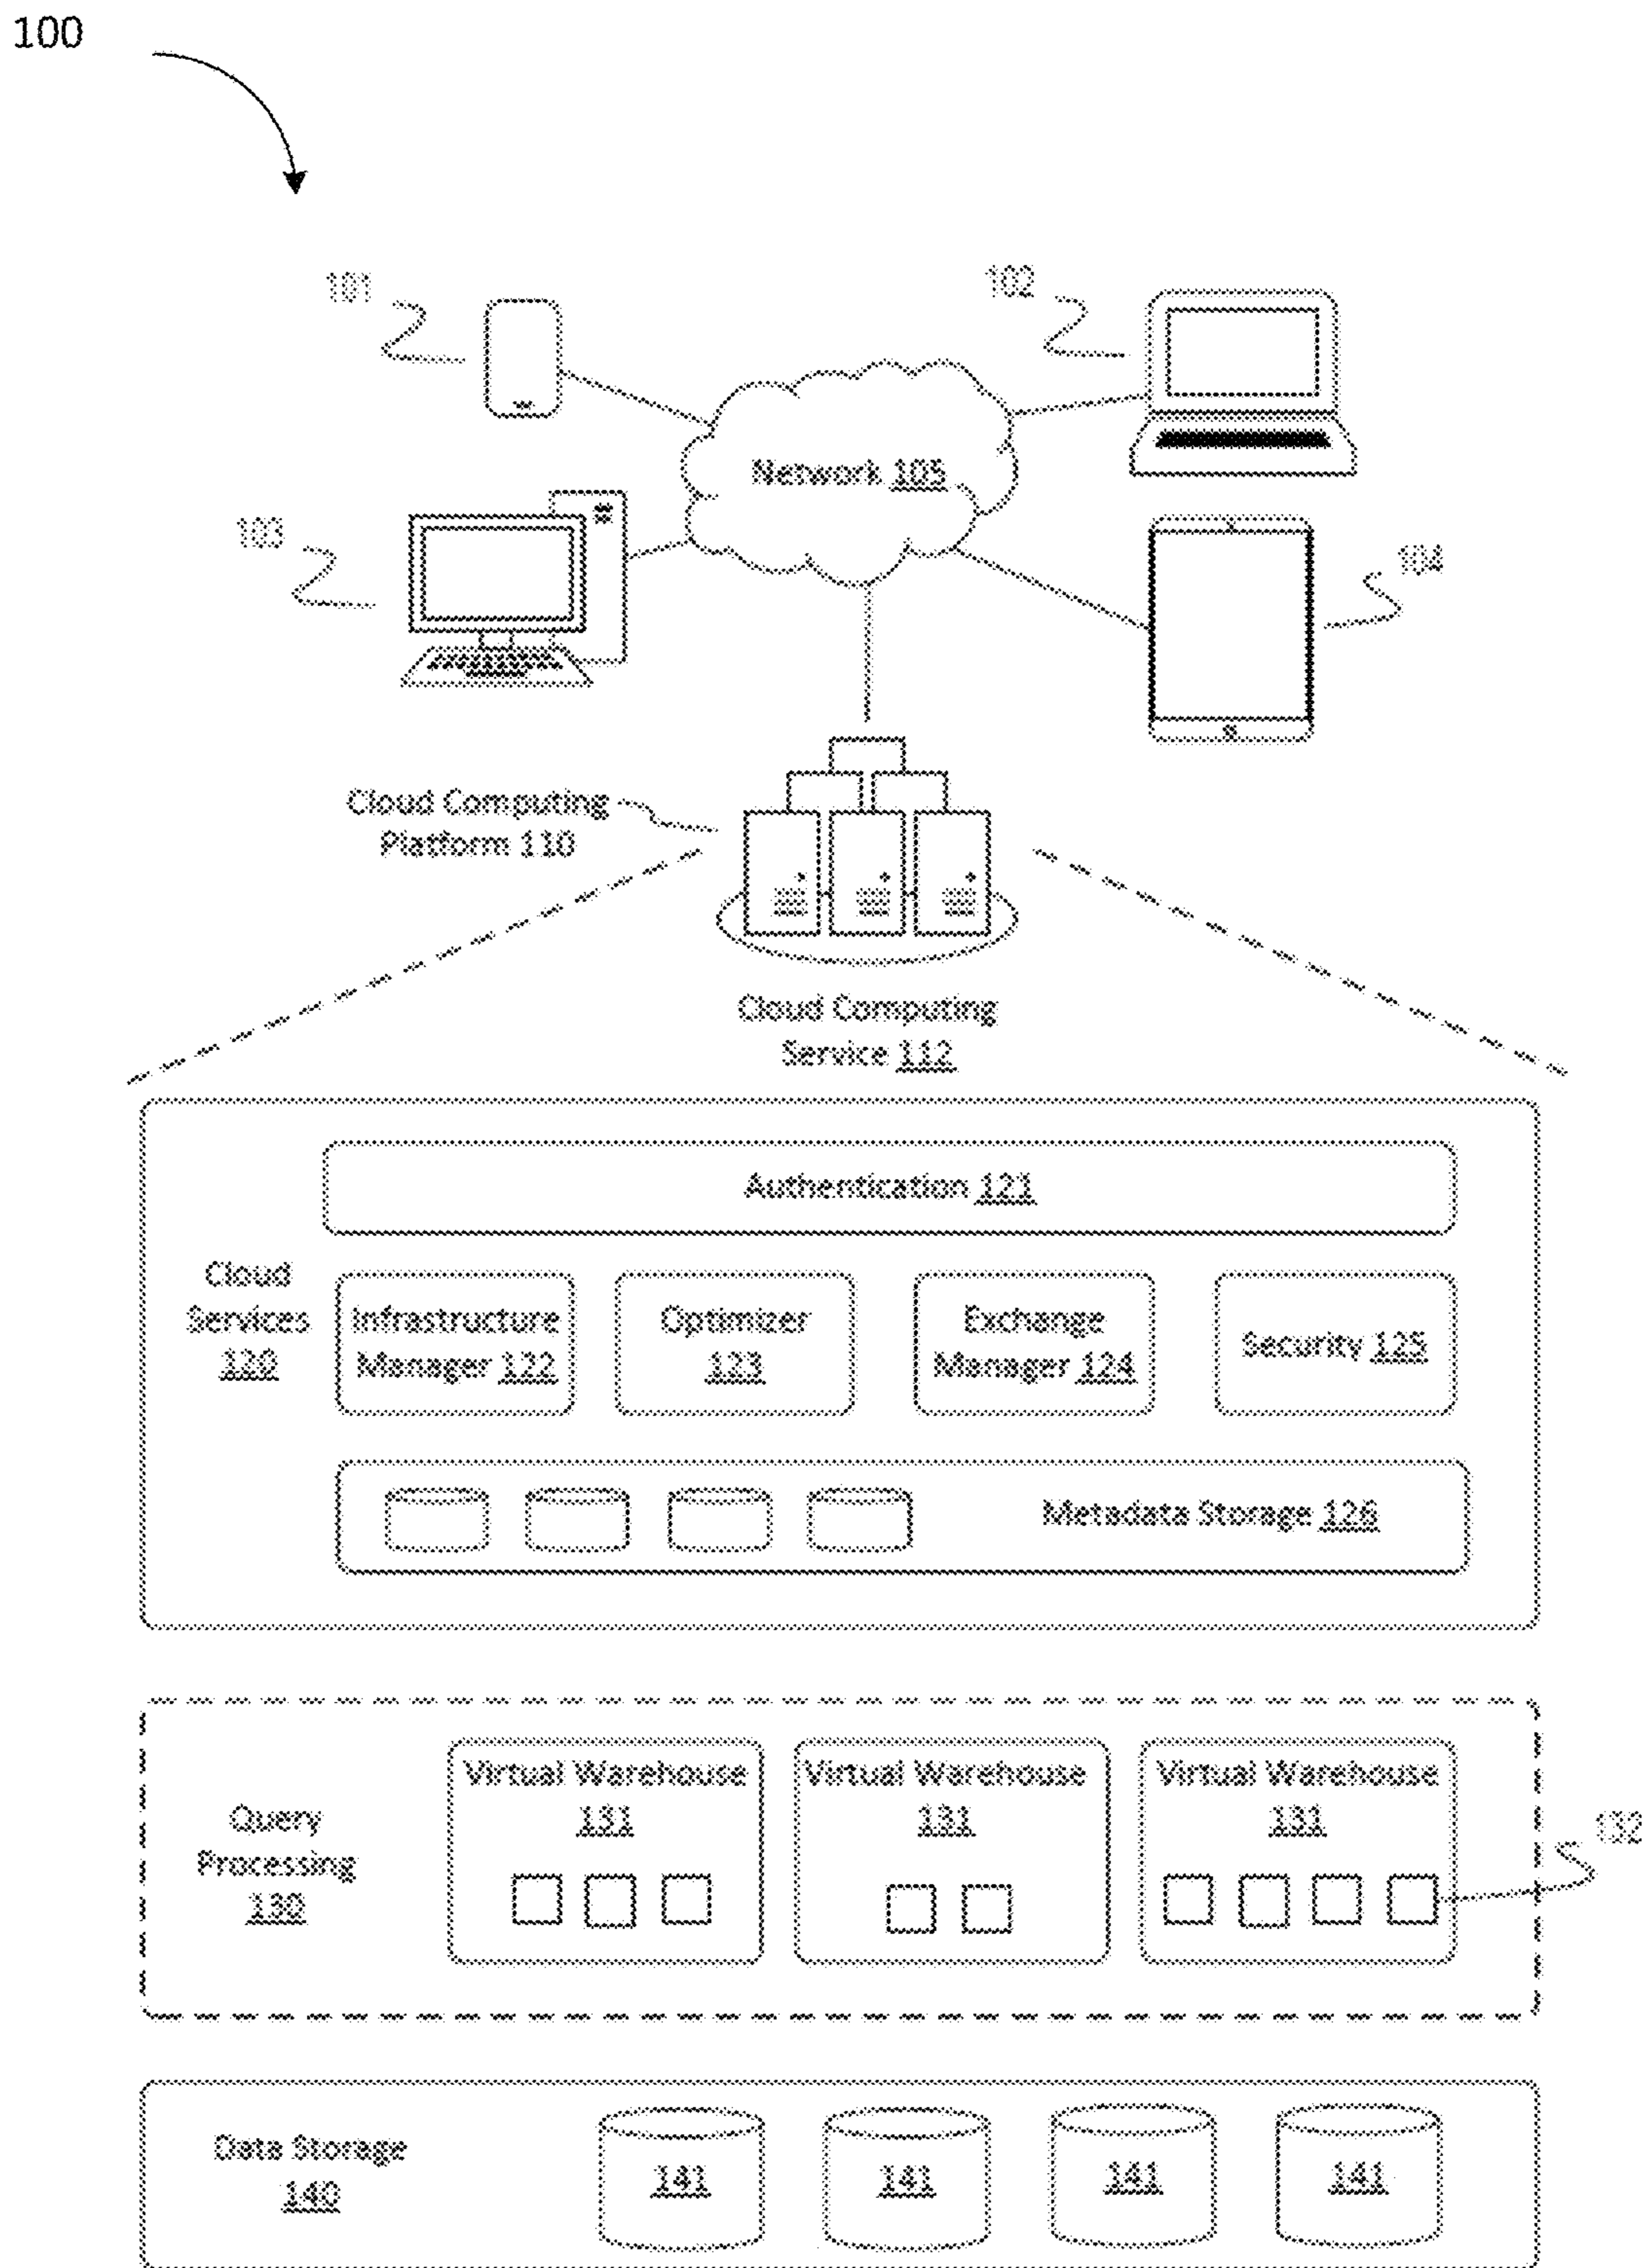 100
101
102
Network 105
103
104
Cloud Computing
Platform 110
Cloud Computing
Service 112
Authentication 121
Cloud
Services
120
Infrastructure
Manager 122
Optimizer
123
Exchange
Manager 124
Security 125
Metadata Storage 126
Query
Processing
130
Virtual Warehouse
131
Virtual Warehouse
131
Virtual Warehouse
131
132
Data Storage
140
141
141
141
141